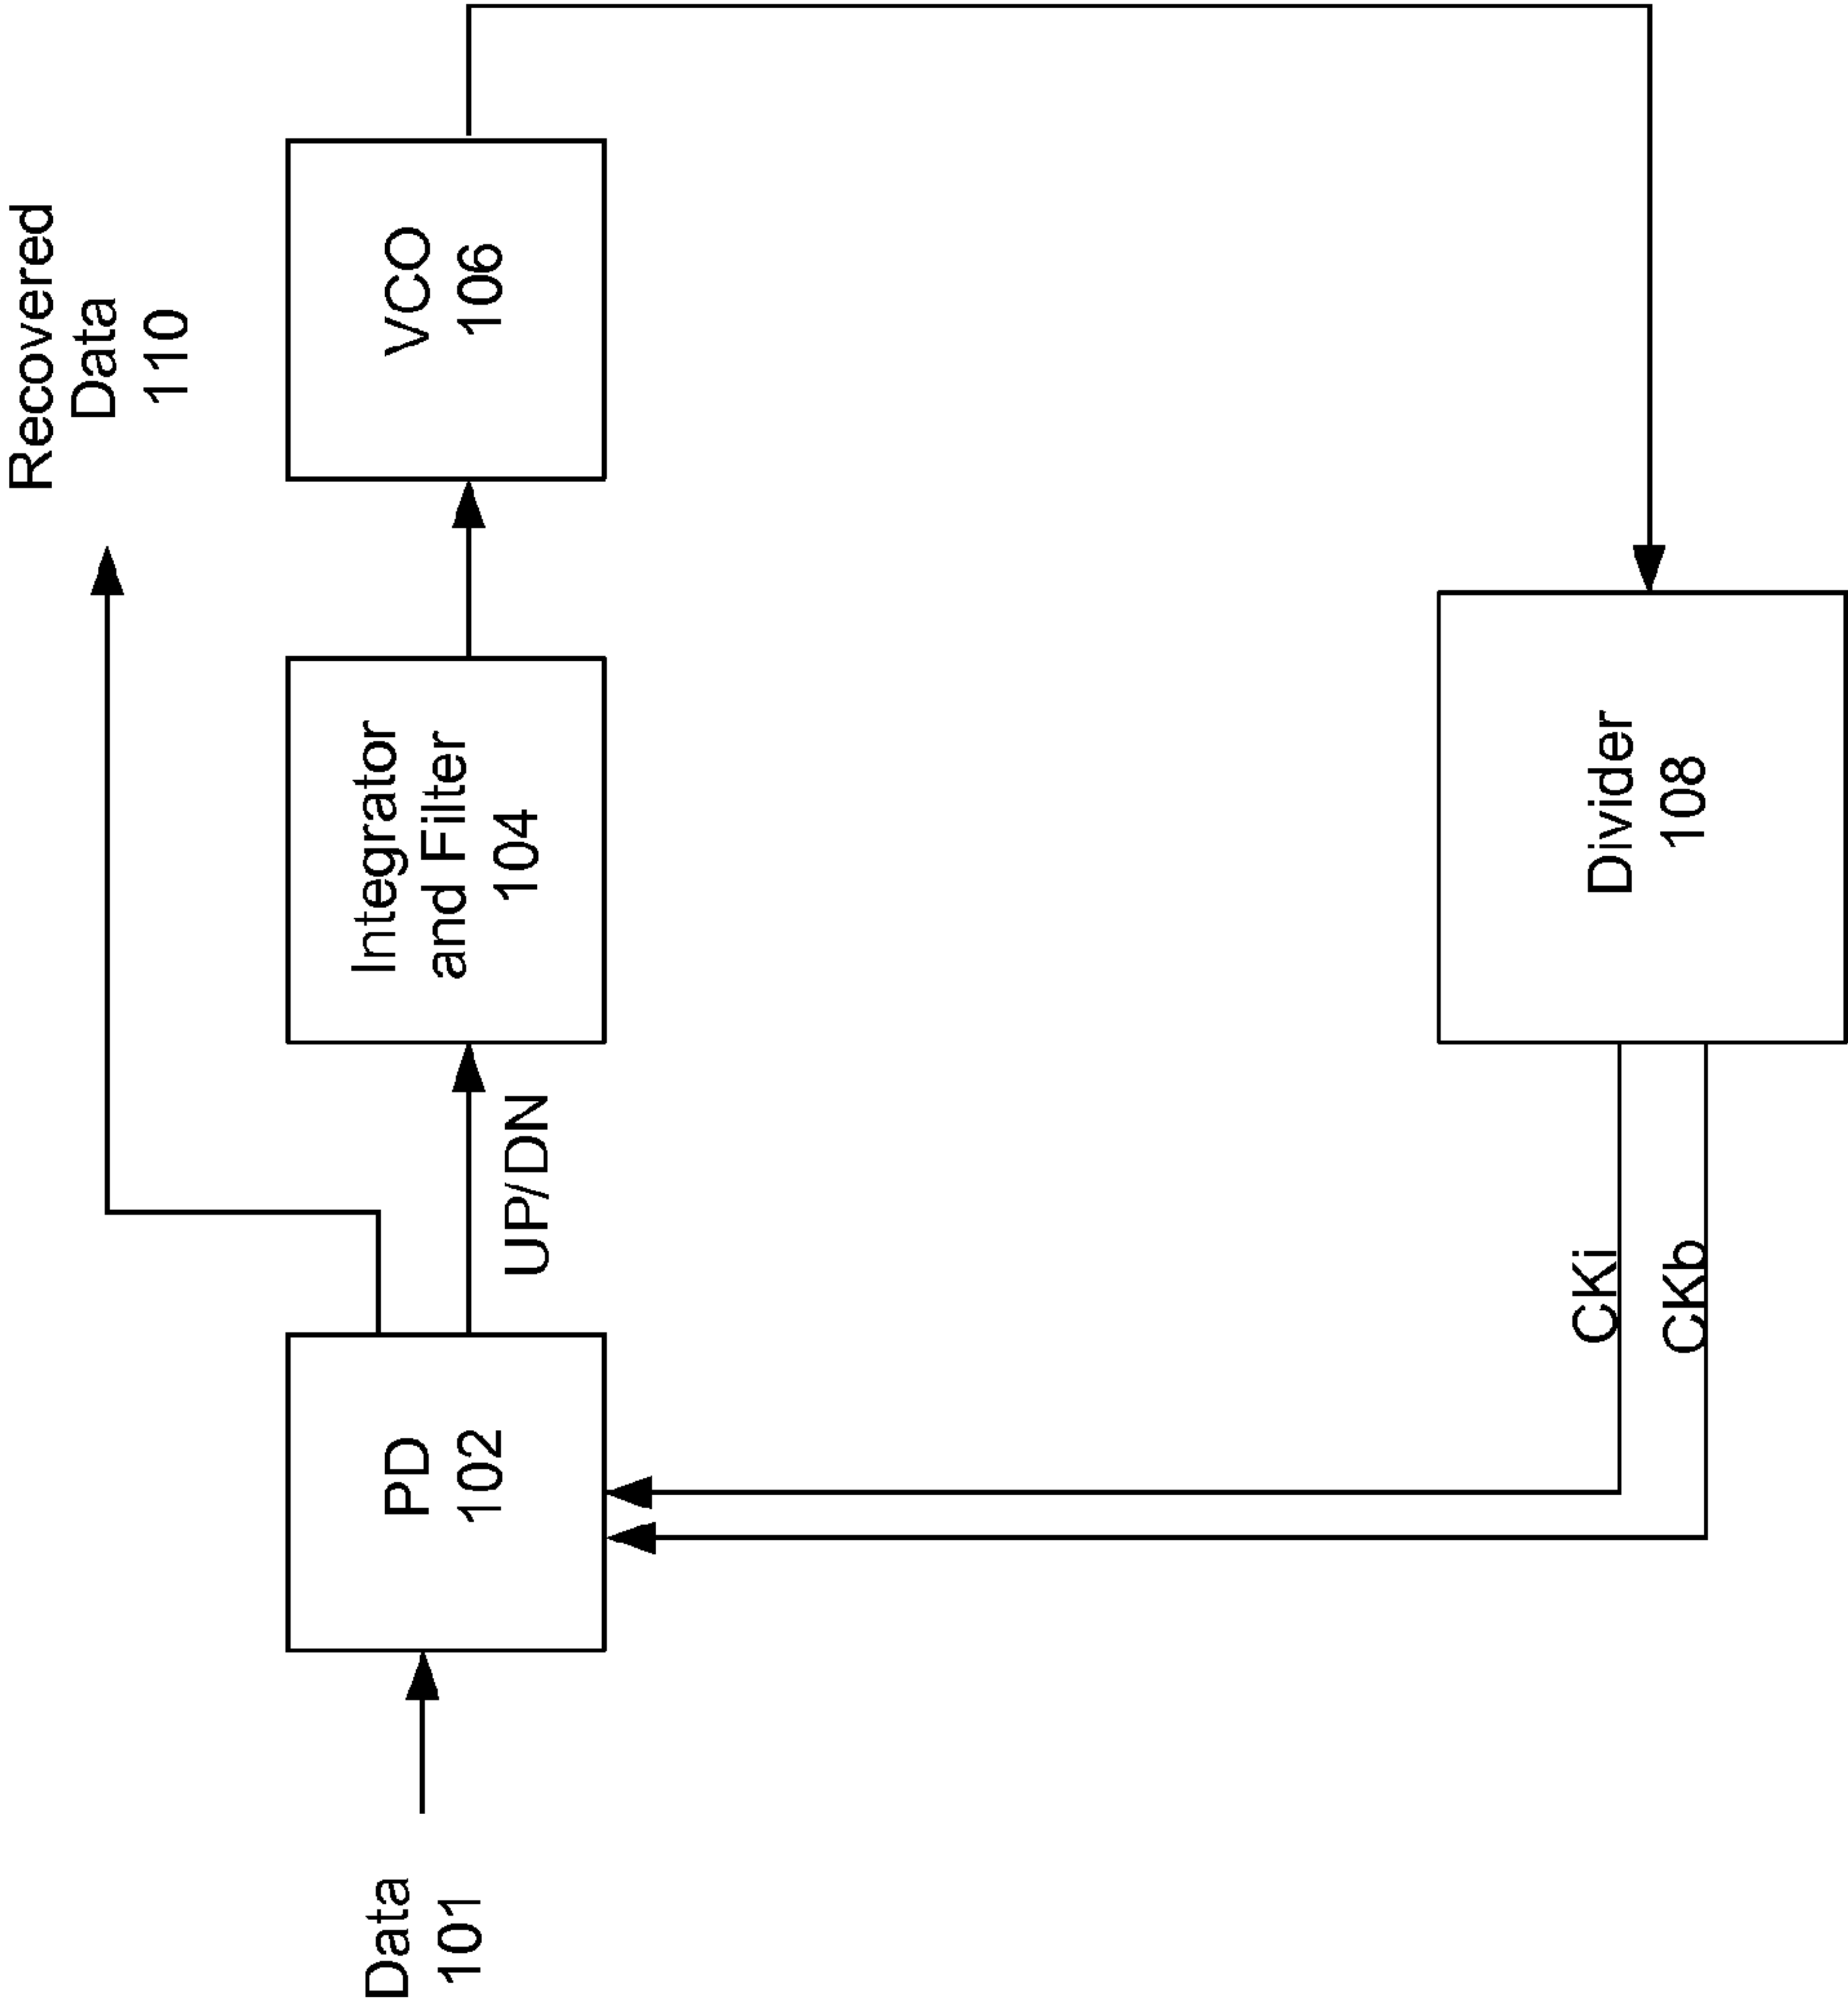 Recovered
Data
110
Data
101
PD
102
UP/DN
Integrator
and Filter
104
VCO
106
CKi
CKb
Divider
108